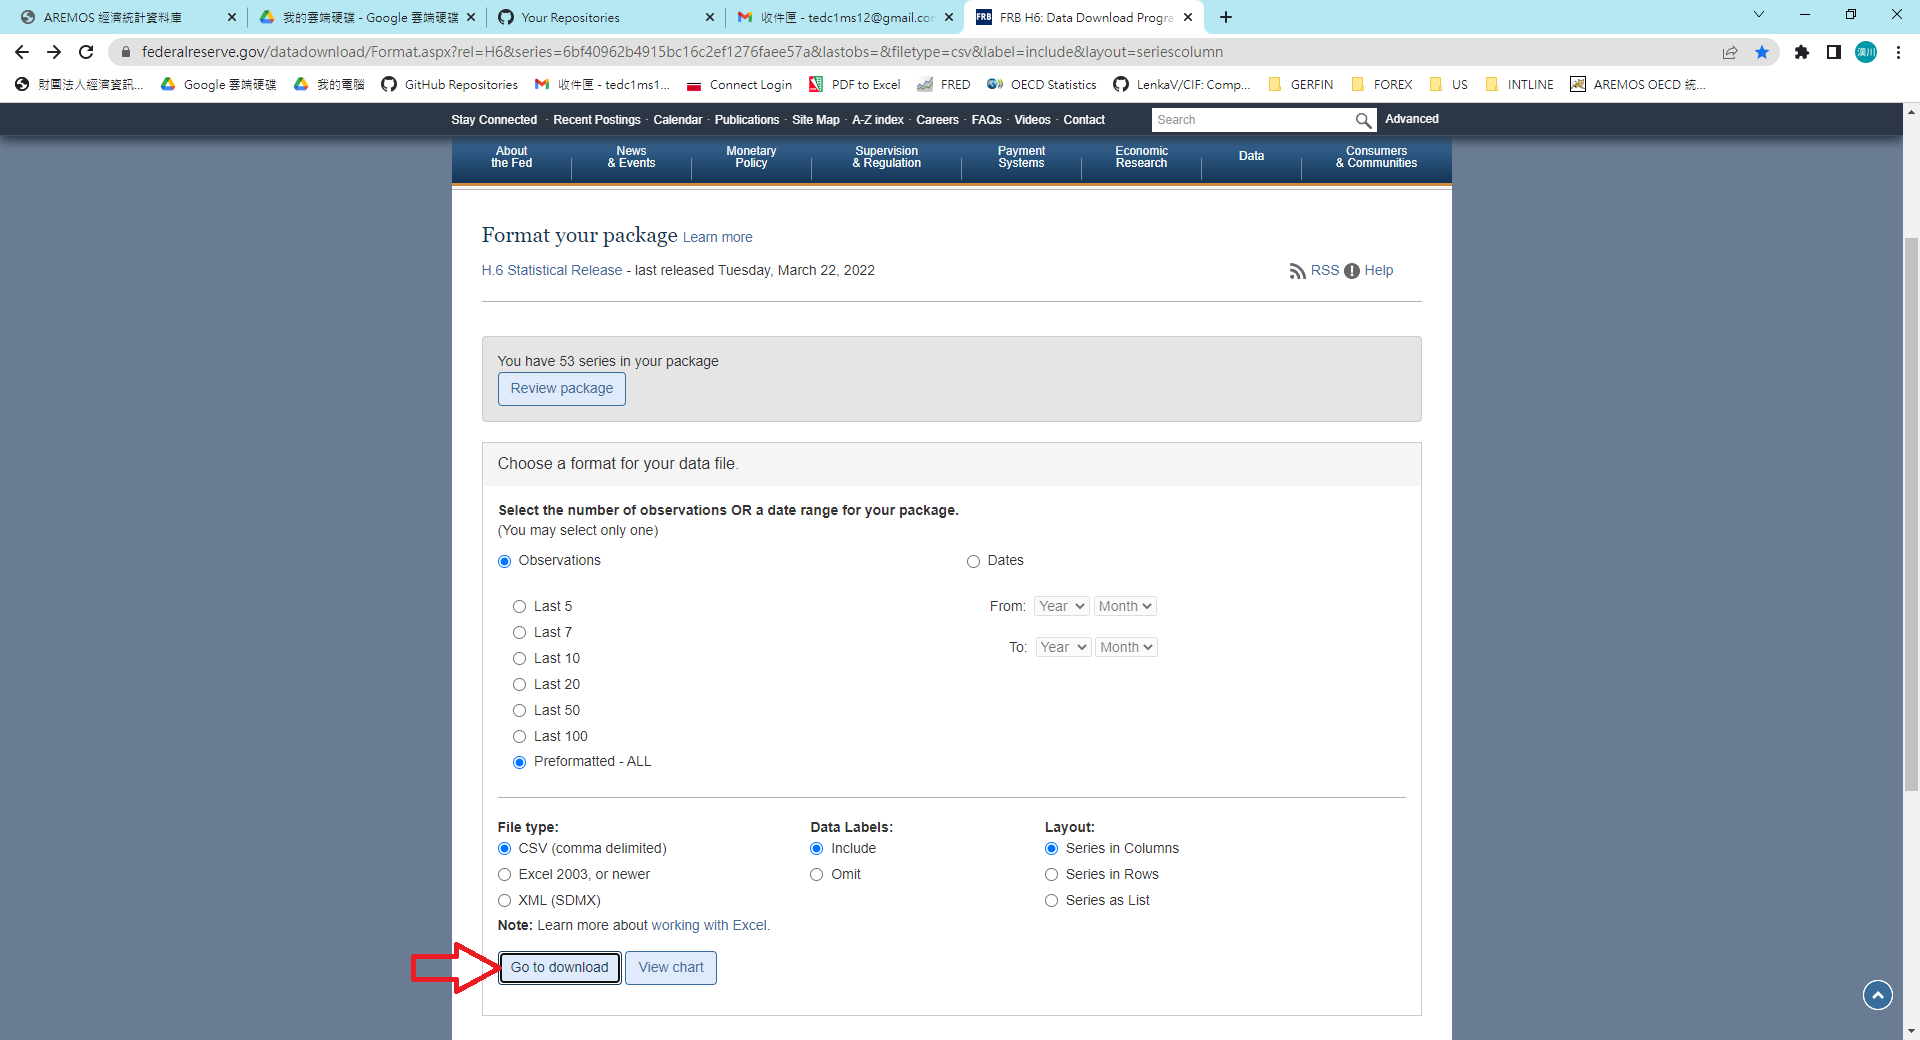 AREMOS 經濟統計資料庫
我的雲端硬碟 - Google 雲端硬碟
Your Repositories
收件匣 - tedc1ms12@gmail.co
FRB H6: Data Download Progra
federalreserve.gov/datadownload/Format.aspx?rel=H6&series=6bf40962b4915bc16c2ef1276faee57a&lastobs=&filetype=csv&label=include&layout=seriescolumn
漢川
財團法人經濟資訊...
Google 雲端硬碟
我的電腦
GitHub Repositories
收件匣 - tedc1ms1...
Connect Login
PDF to Excel
FRED
OECD Statistics
LenkaV/CIF: Comp...
GERFIN
FOREX
US
INTLINE
AREMOS OECD 統...
Stay Connected · Recent Postings · Calendar · Publications · Site Map · A-Z index · Careers · FAQs · Videos · Contact
Search
Advanced
About
the Fed
News
& Events
Monetary
Policy
Supervision
& Regulation
Payment
Systems
Economic
Research
Data
Consumers
& Communities
Format your package Learn more
H.6 Statistical Release - last released Tuesday, March 22, 2022
RSS
Help
You have 53 series in your package
Review package
Choose a format for your data file.
Select the number of observations OR a date range for your package.
(You may select only one)
Observations
Dates
Last 5
From: Year Month
Last 7
To: Year Month
Last 10
Last 20
Last 50
Last 100
Preformatted - ALL
File type:
Data Labels:
Layout:
CSV (comma delimited)
Include
Series in Columns
Excel 2003, or newer
Omit
Series in Rows
XML (SDMX)
Series as List
Note: Learn more about working with Excel.
Go to download
View chart